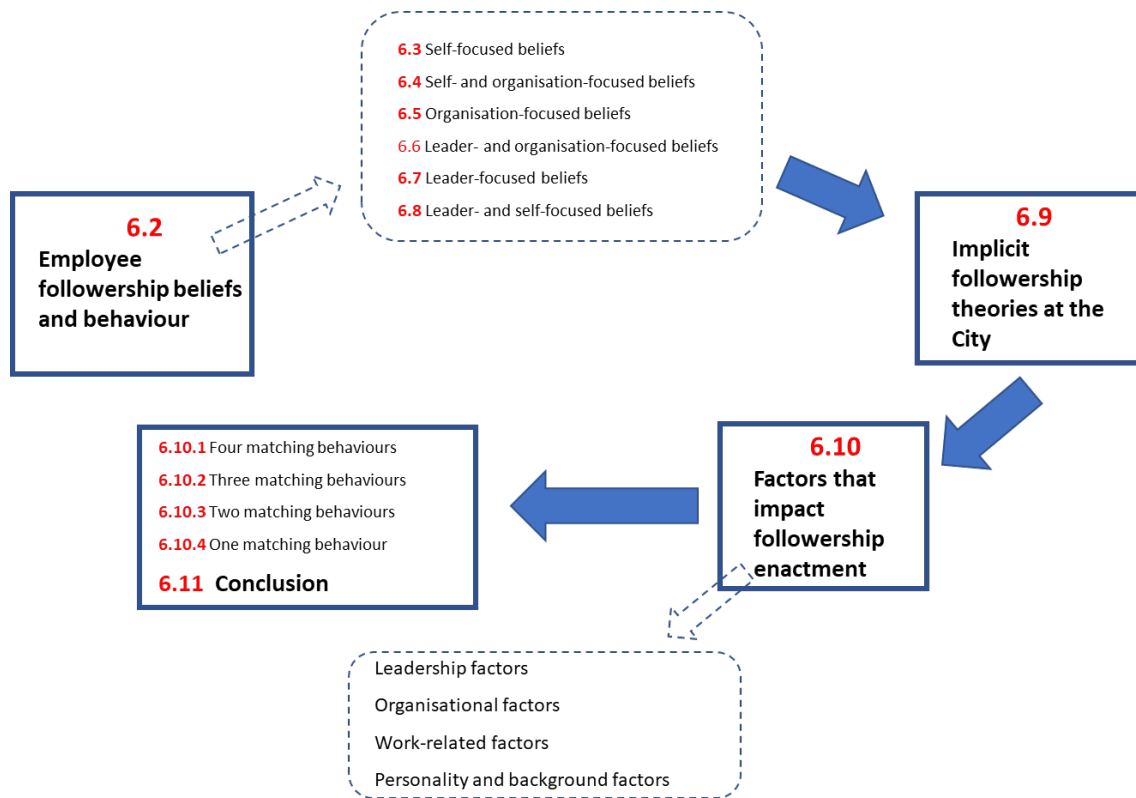 6.2
Employee
followership beliefs
and behaviour
6.3 Self-focused beliefs
6.4 Self- and organisation-focused beliefs
6.5 Organisation-focused beliefs
6.6 Leader- and organisation-focused beliefs
6.7 Leader-focused beliefs
6.8 Leader- and self-focused beliefs
6.9
Implicit
followership
theories at the
City
6.10
Factors that
impact
followership
enactment
Leadership factors
Organisational factors
Work-related factors
Personality and background factors
6.10.1 Four matching behaviours
6.10.2 Three matching behaviours
6.10.3 Two matching behaviours
6.10.4 One matching behaviour
6.11 Conclusion